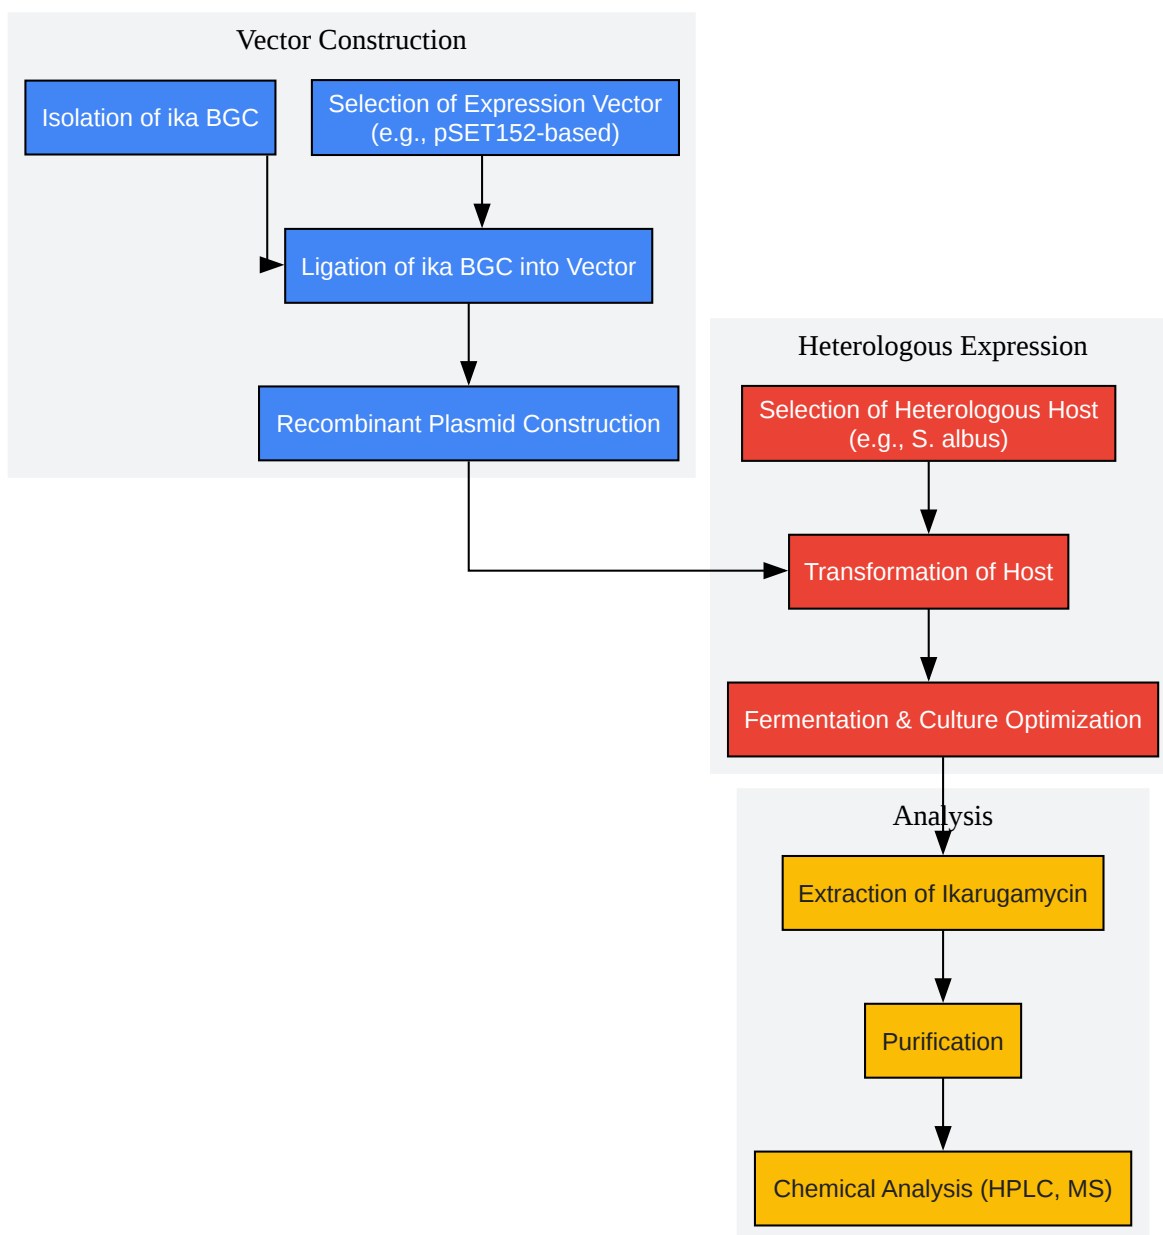 Vector Construction
Isolation of ika BGC
Selection of Expression Vector
(e.g., pSET152-based)
Ligation of ika BGC into Vector
Recombinant Plasmid Construction
Heterologous Expression
Selection of Heterologous Host
(e.g., S. albus)
Transformation of Host
Fermentation & Culture Optimization
Analysis
Extraction of Ikarugamycin
Purification
Chemical Analysis (HPLC, MS)